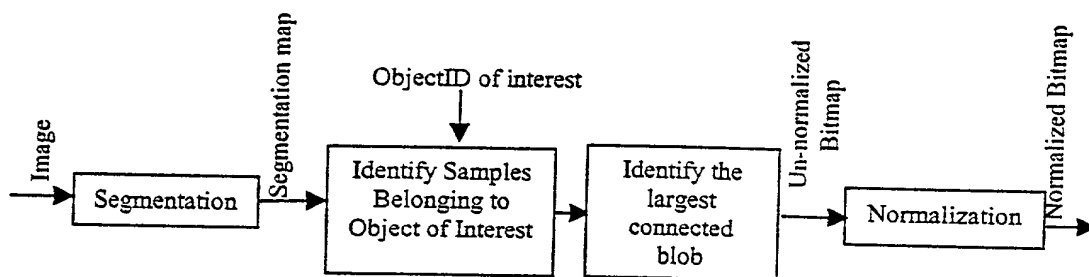 Image
Segmentation
Segmentation map
ObjectID of interest
Identify Samples
Belonging to
Object of Interest
Identify the
largest
connected
blob
Un-normalized
Bitmap
Normalization
Normalized Bitmap